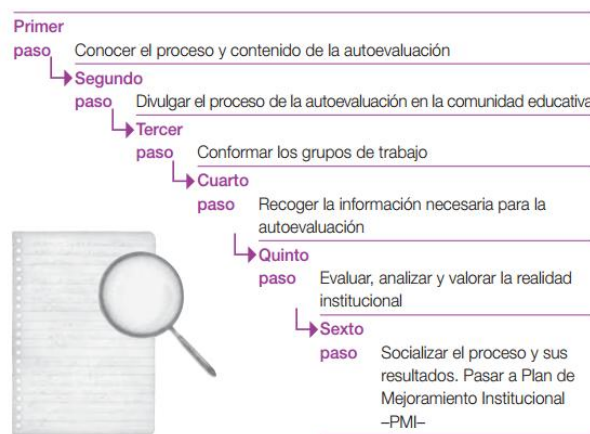 Primer
paso Conocer el proceso y contenido de la autoevaluación
Segundo
paso Divulgar el proceso de la autoevaluación en la comunidad educativa
Tercer
paso Conformar los grupos de trabajo
Cuarto
paso Recoger la información necesaria para la
autoevaluación
Quinto
paso Evaluar, analizar y valorar la realidad
institucional
Sexto
paso Socializar el proceso y sus
resultados. Pasar a Plan de
Mejoramiento Institucional
–PMI–